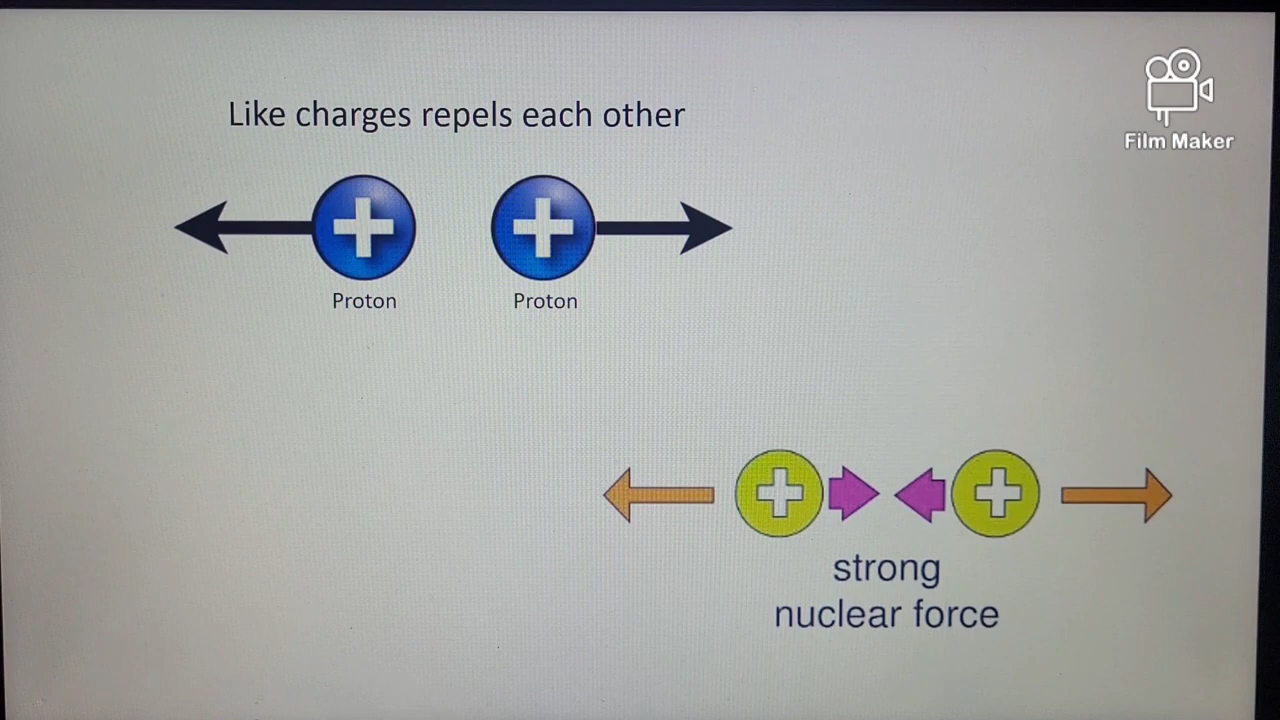 Film Maker
Like charges repels each other
Proton
Proton
strong
nuclear force